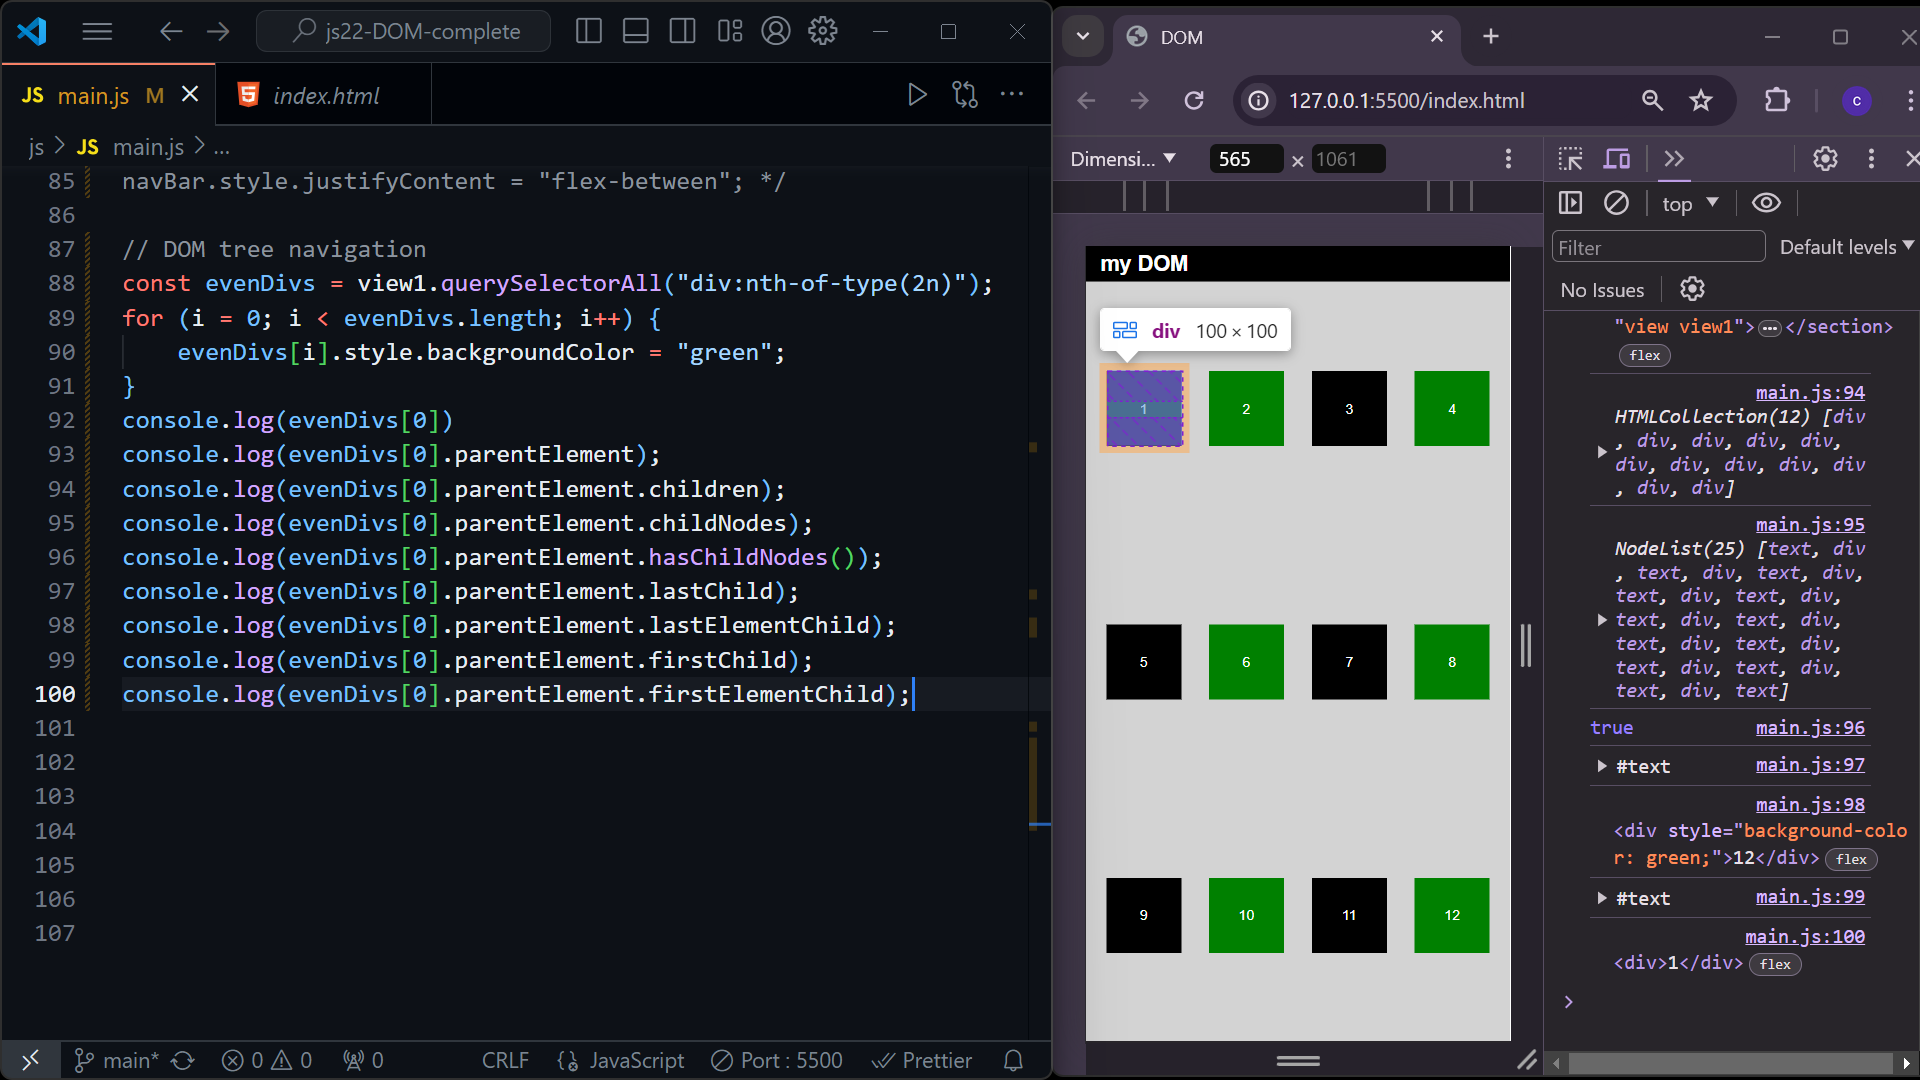 js22-DOM-complete
JS main.js M
index.html
js > JS main.js > ...
85 navBar.style.justifyContent = "flex-between"; */
86
87 // DOM tree navigation
88 const evenDivs = view1.querySelectorAll("div:nth-of-type(2n)");
89 for (i = 0; i < evenDivs.length; i++) {
90 evenDivs[i].style.backgroundColor = "green";
91 }
92 console.log(evenDivs[0])
93 console.log(evenDivs[0].parentElement);
94 console.log(evenDivs[0].parentElement.children);
95 console.log(evenDivs[0].parentElement.childNodes);
96 console.log(evenDivs[0].parentElement.hasChildNodes());
97 console.log(evenDivs[0].parentElement.lastChild);
98 console.log(evenDivs[0].parentElement.lastElementChild);
99 console.log(evenDivs[0].parentElement.firstChild);
100 console.log(evenDivs[0].parentElement.firstElementChild);
101
102
103
104
105
106
107
main* 0 0 0 CRLF JavaScript Port : 5500 Prettier
DOM
127.0.0.1:5500/index.html
c
Dimensi... 565 × 1061
my DOM
div 100 × 100
1 2 3 4
5 6 7 8
9 10 11 12
top
Filter
Default levels
No Issues
"view view1">…</section>
flex
main.js:94
HTMLCollection(12) [div
, div, div, div, div,
div, div, div, div, div
, div, div]
main.js:95
NodeList(25) [text, div
, text, div, text, div,
text, div, text, div,
text, div, text, div,
text, div, text, div,
text, div, text, div,
text, div, text]
true main.js:96
#text main.js:97
main.js:98
<div style="background-colo
r: green;">12</div> flex
#text main.js:99
main.js:100
<div>1</div> flex